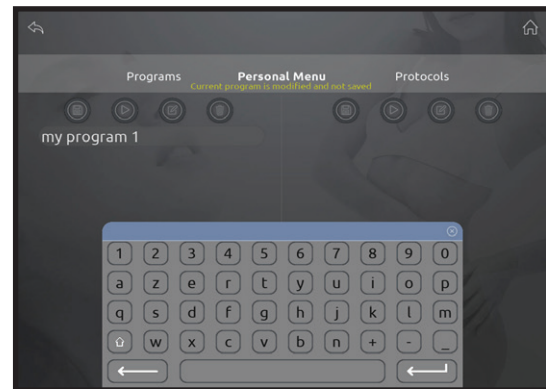 Programs Personal Menu Protocols
Current program is modified and not saved
my program 1
1 2 3 4 5 6 7 8 9 0
a z e r t y u i o p
q s d f g h j k l m
w x c v b n + - _